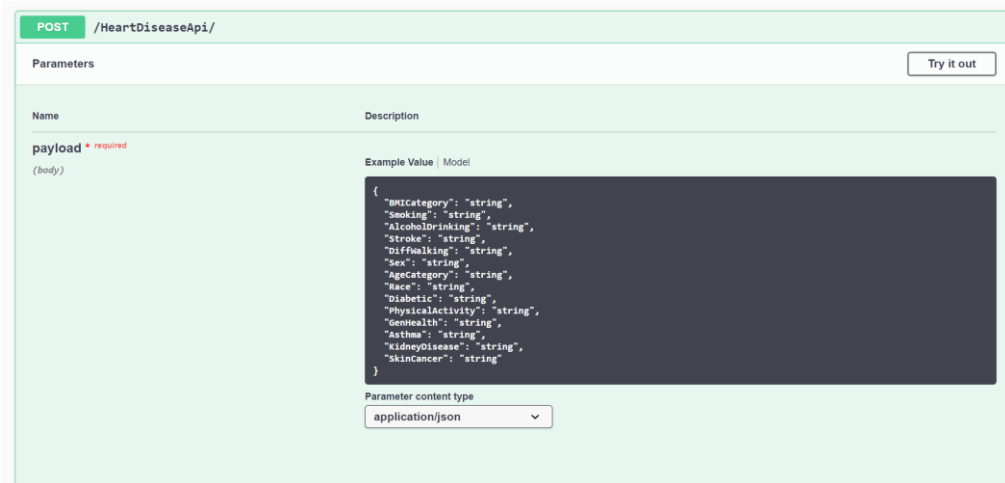 POST /HeartDiseaseApi/
Parameters
Try it out
Name Description
payload * required
(body)
Example Value | Model
{
"BMICategory": "string",
"Smoking": "string",
"AlcoholDrinking": "string",
"Stroke": "string",
"DiffWalking": "string",
"Sex": "string",
"AgeCategory": "string",
"Race": "string",
"Diabetic": "string",
"PhysicalActivity": "string",
"GenHealth": "string",
"Asthma": "string",
"KidneyDisease": "string",
"SkinCancer": "string"
}
Parameter content type
application/json